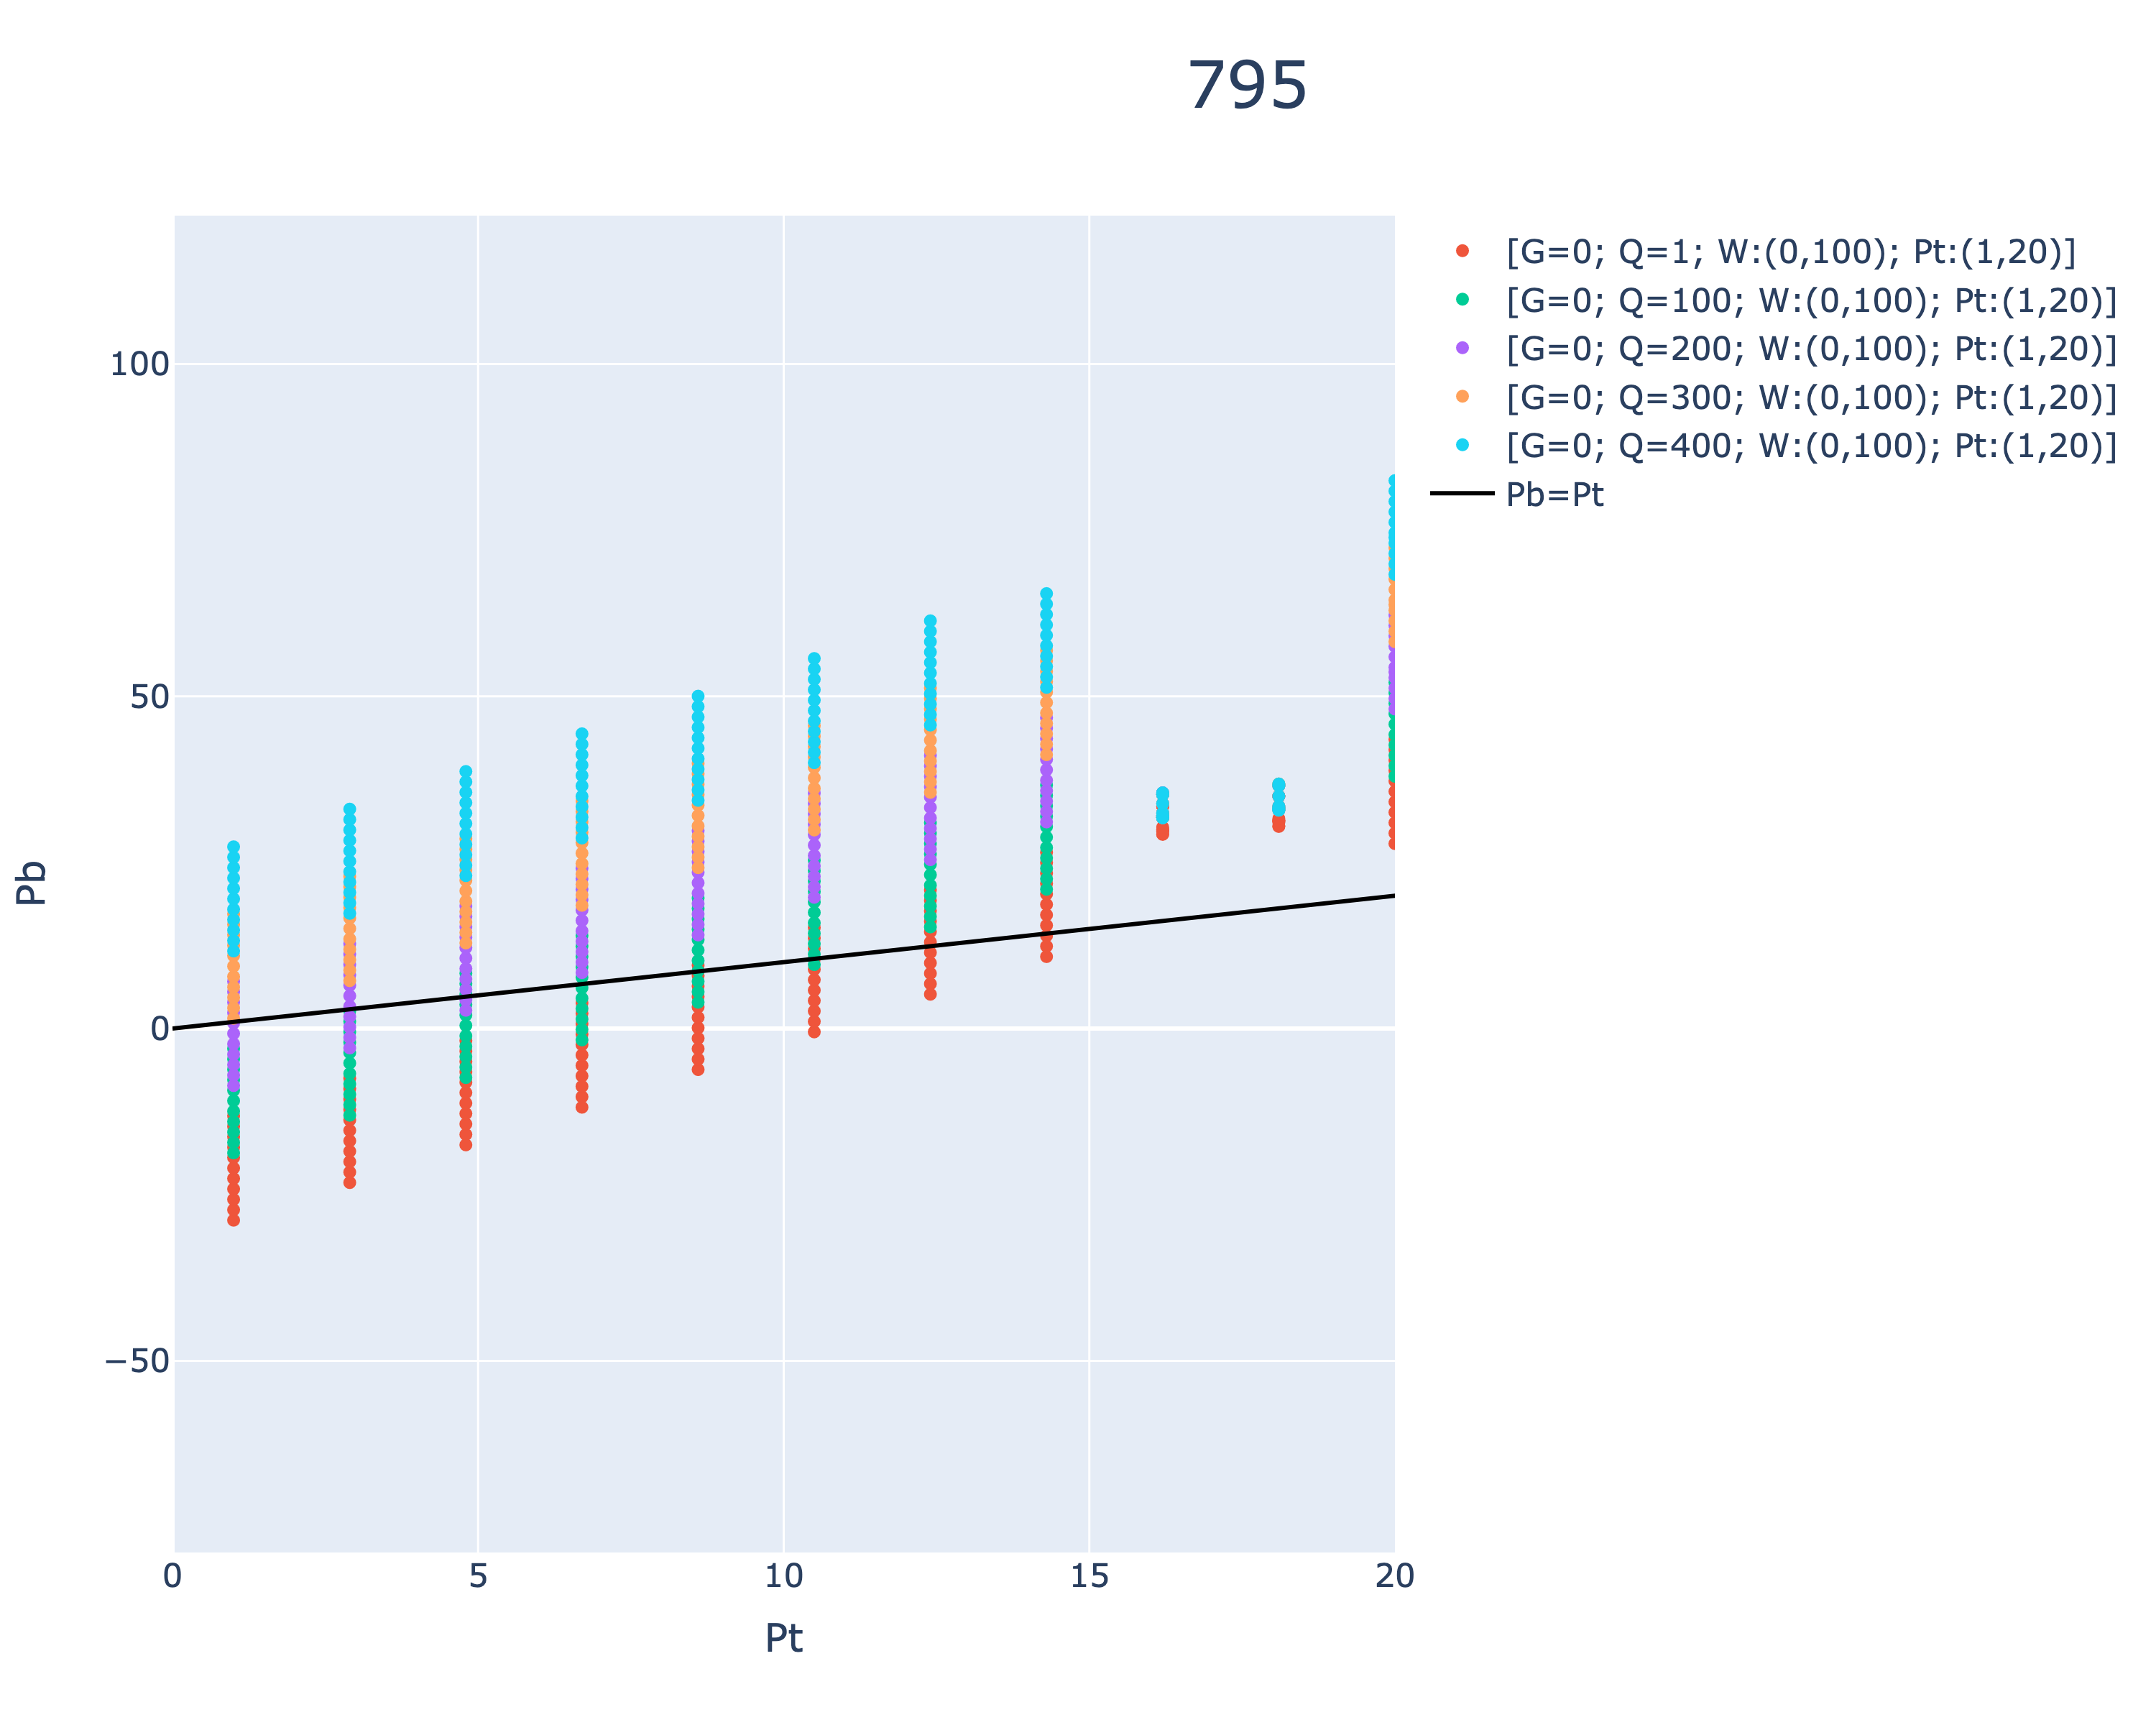 795
[G=0; Q=1; W:(0,100); Pt:(1,20)]
[G=0; Q=100; W:(0,100); Pt:(1,20)]
[G=0; Q=200; W:(0,100); Pt:(1,20)]
[G=0; Q=300; W:(0,100); Pt:(1,20)]
[G=0; Q=400; W:(0,100); Pt:(1,20)]
Pb=Pt
100
50
0
−50
Pb
0 5 10 15 20
Pt